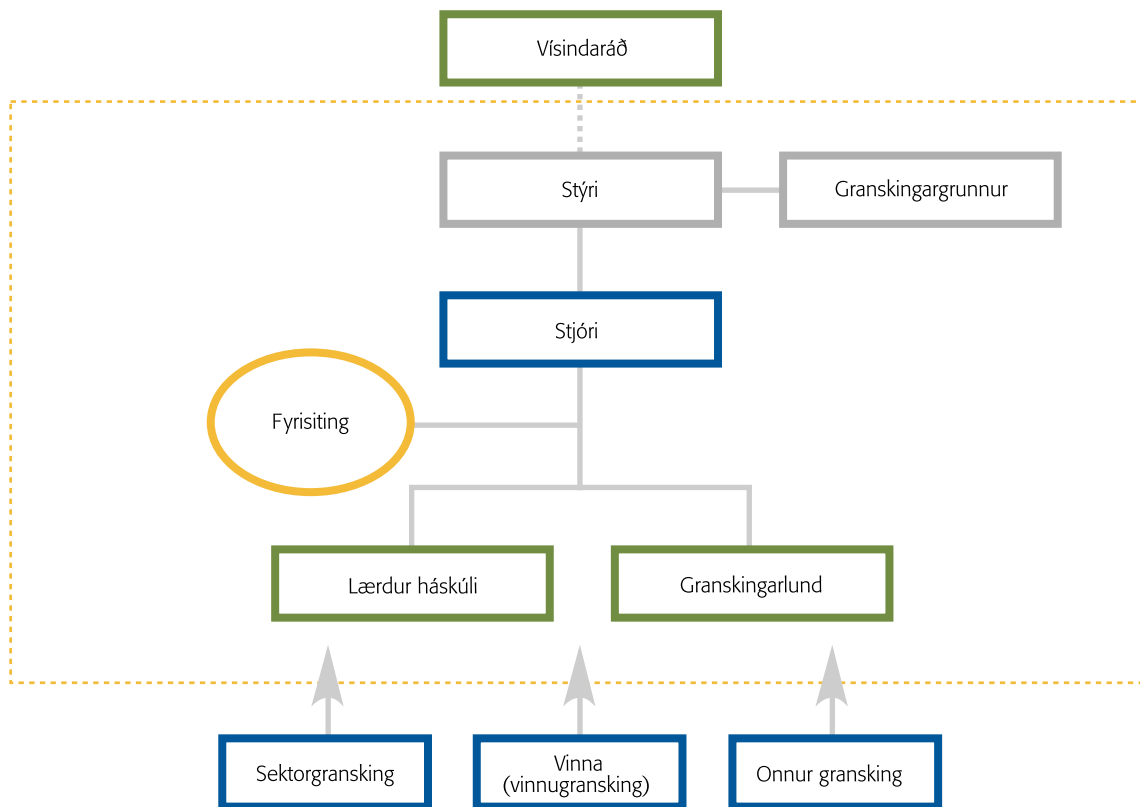 Vísindaráð
Stýri
Granskingargrunnur
Stjóri
Fyrisiting
Lærdur háskúli
Granskingarlund
Sektorgransking
Vinna
(vinnugransking)
Onnur gransking